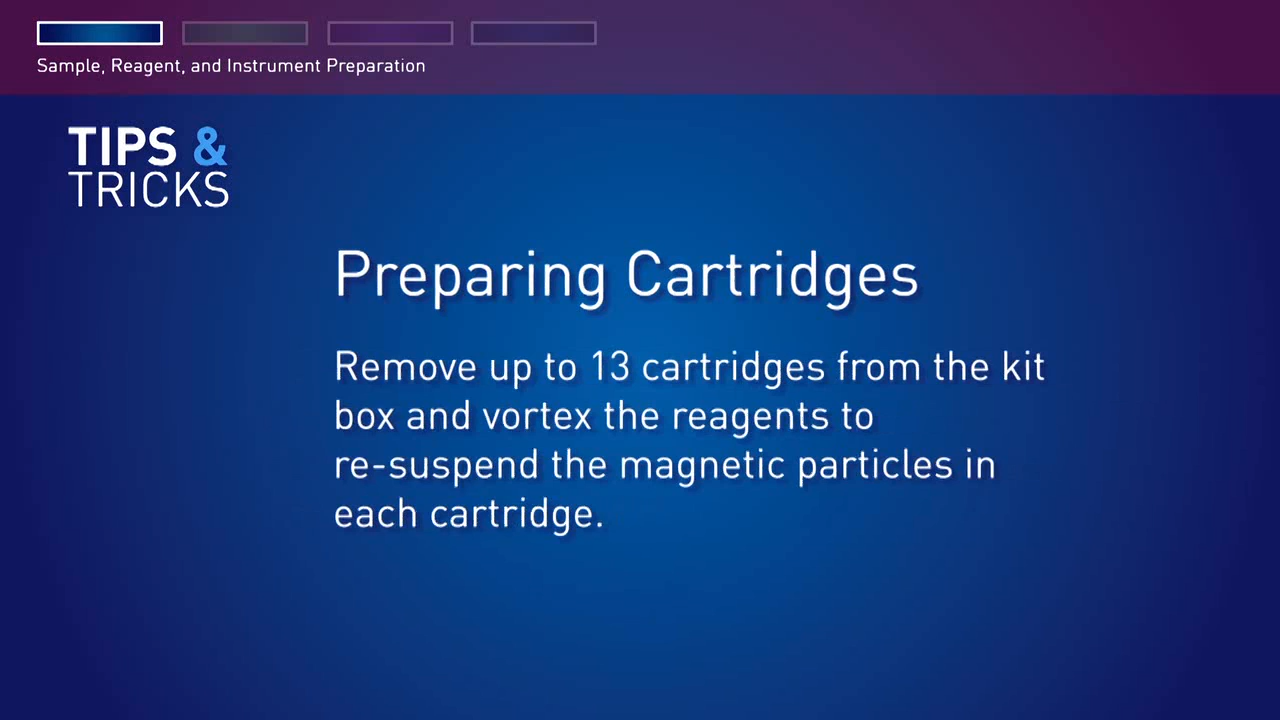 Sample, Reagent, and Instrument Preparation
TIPS &
TRICKS
Preparing Cartridges
Remove up to 13 cartridges from the kit
box and vortex the reagents to
re-suspend the magnetic particles in
each cartridge.